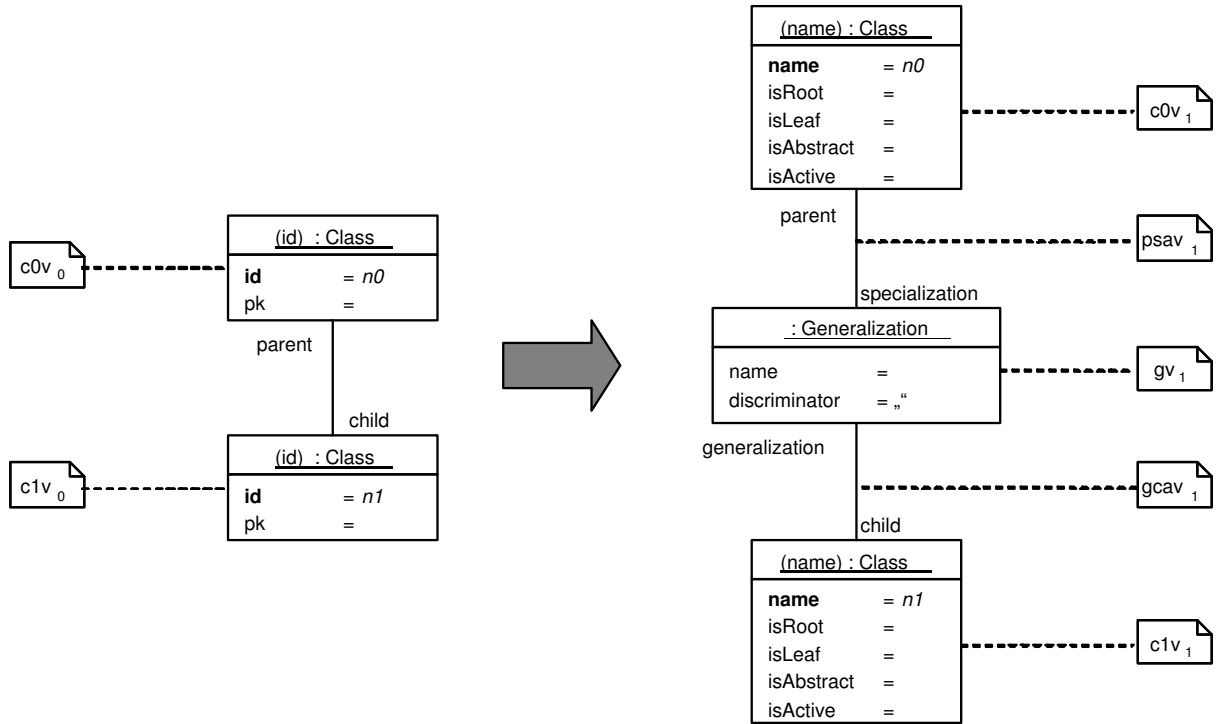 c0v 0
(id) : Class
id = n0
pk =
parent
child
c1v 0
(id) : Class
id = n1
pk =
(name) : Class
name = n0
isRoot =
isLeaf =
isAbstract =
isActive =
c0v 1
parent
psav 1
specialization
: Generalization
name =
discriminator = „“
gv 1
generalization
gcav 1
child
(name) : Class
name = n1
isRoot =
isLeaf =
isAbstract =
isActive =
c1v 1